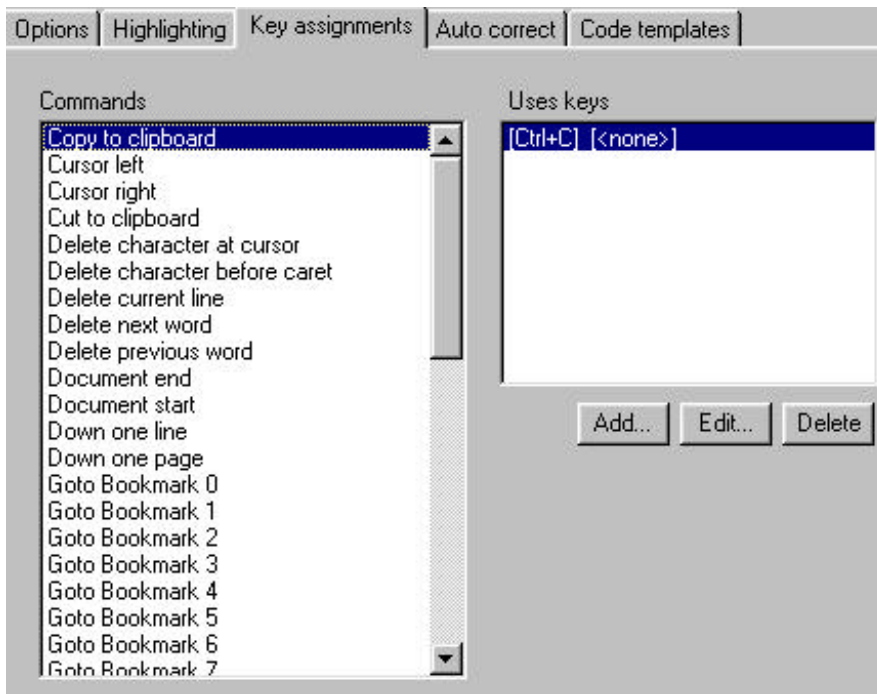 Options Highlighting Key assignments Auto correct Code templates
Commands
Copy to clipboard
Cursor left
Cursor right
Cut to clipboard
Delete character at cursor
Delete character before caret
Delete current line
Delete next word
Delete previous word
Document end
Document start
Down one line
Down one page
Goto Bookmark 0
Goto Bookmark 1
Goto Bookmark 2
Goto Bookmark 3
Goto Bookmark 4
Goto Bookmark 5
Goto Bookmark 6
Goto Bookmark 7
Uses keys
[Ctrl+C] [<none>]
Add... Edit... Delete